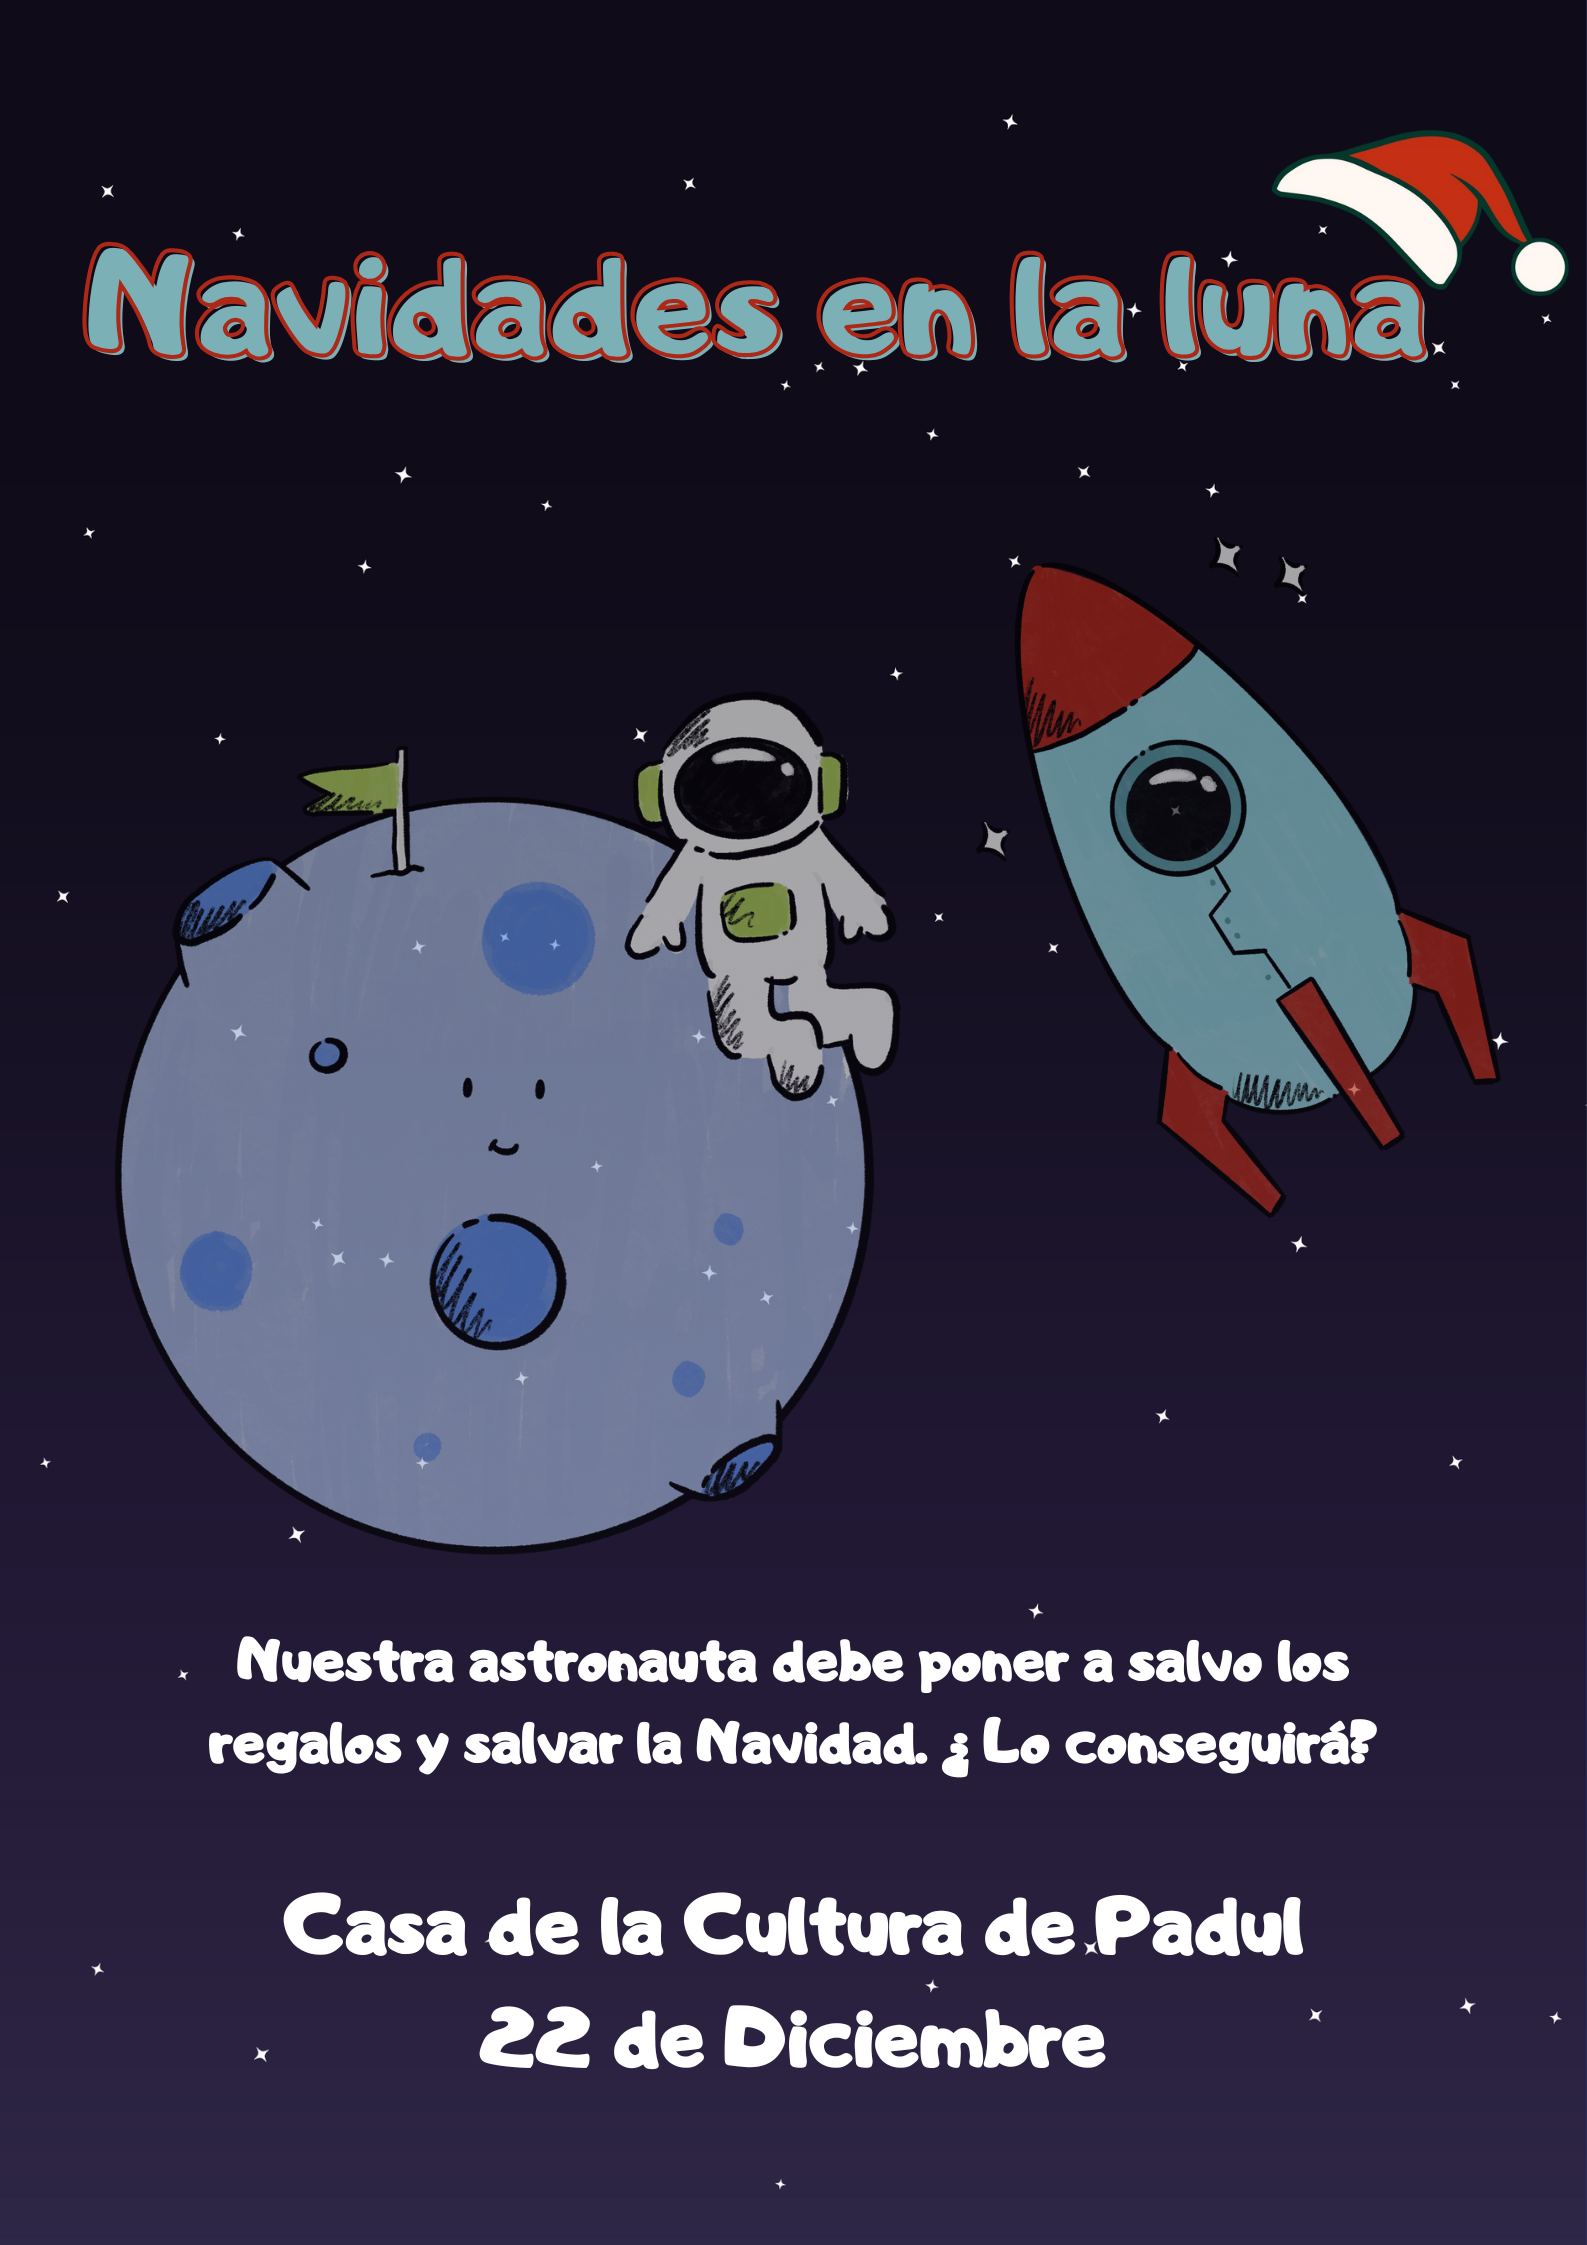 Navidades en la luna
Nuestra astronauta debe poner a salvo los
regalos y salvar la Navidad. ¿ Lo conseguirá?
Casa de la Cultura de Padul
22 de Diciembre